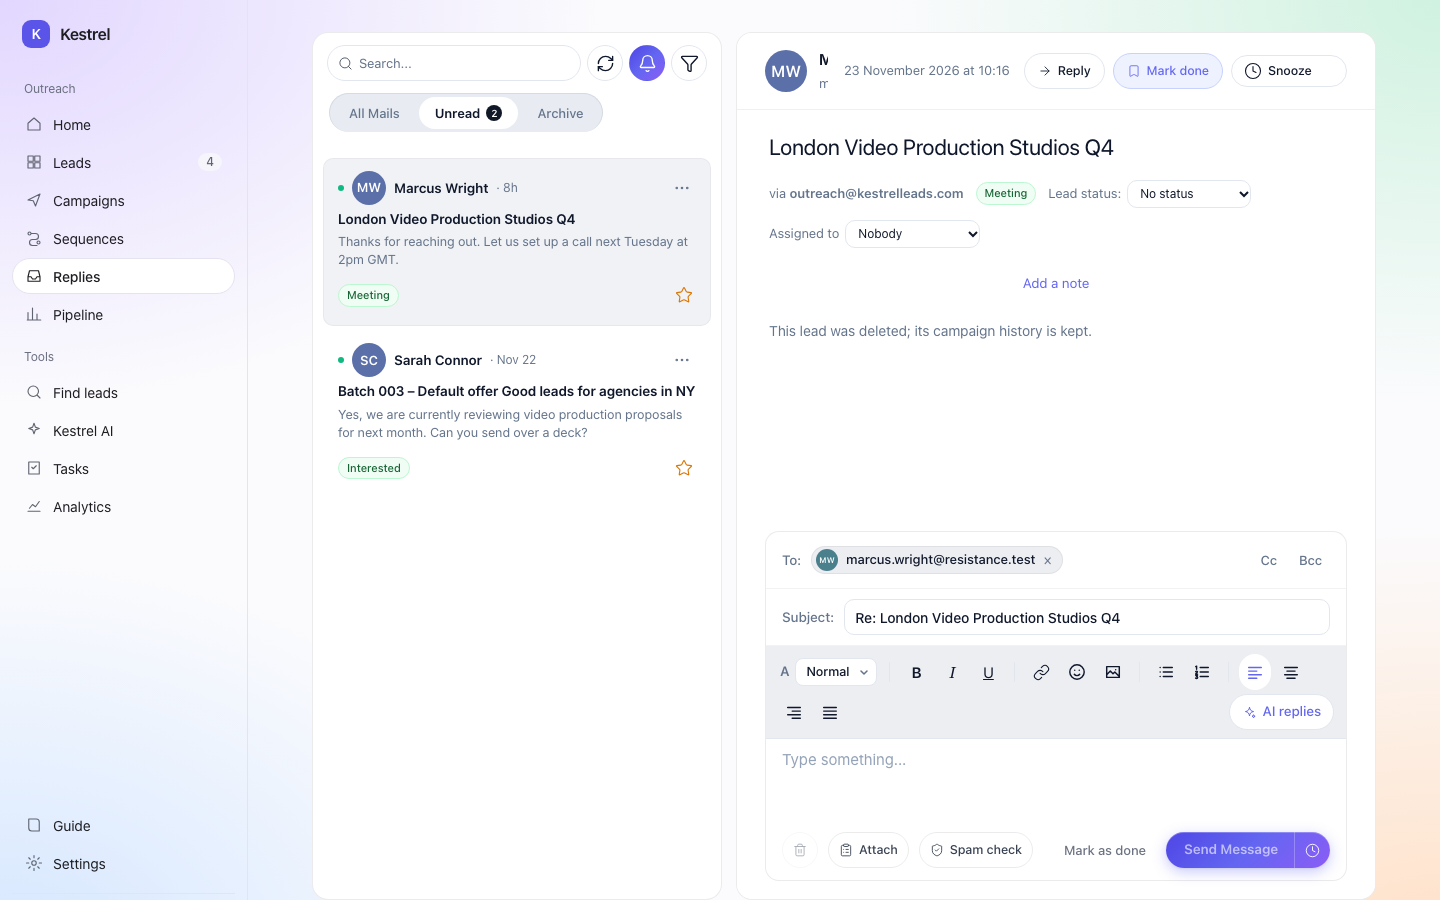 K Kestrel
Outreach
Home
Leads 4
Campaigns
Sequences
Replies
Pipeline
Tools
Find leads
Kestrel AI
Tasks
Analytics
Guide
Settings
Search...
All Mails Unread 2 Archive
MW Marcus Wright · 8h
London Video Production Studios Q4
Thanks for reaching out. Let us set up a call next Tuesday at
2pm GMT.
Meeting
SC Sarah Connor · Nov 22
Batch 003 – Default offer Good leads for agencies in NY
Yes, we are currently reviewing video production proposals
for next month. Can you send over a deck?
Interested
MW 23 November 2026 at 10:16 Reply Mark done Snooze
London Video Production Studios Q4
via outreach@kestrelleads.com Meeting Lead status: No status
Assigned to Nobody
Add a note
This lead was deleted; its campaign history is kept.
To: MW marcus.wright@resistance.test × Cc Bcc
Subject: Re: London Video Production Studios Q4
A Normal B I U
AI replies
Type something...
Attach Spam check Mark as done Send Message